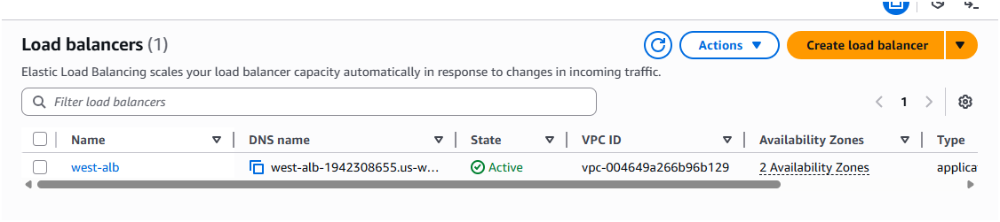 Load balancers (1)
Actions
Create load balancer
Elastic Load Balancing scales your load balancer capacity automatically in response to changes in incoming traffic.
Filter load balancers
1
Name DNS name State VPC ID Availability Zones Type
west-alb west-alb-1942308655.us-w... Active vpc-004649a266b96b129 2 Availability Zones applica